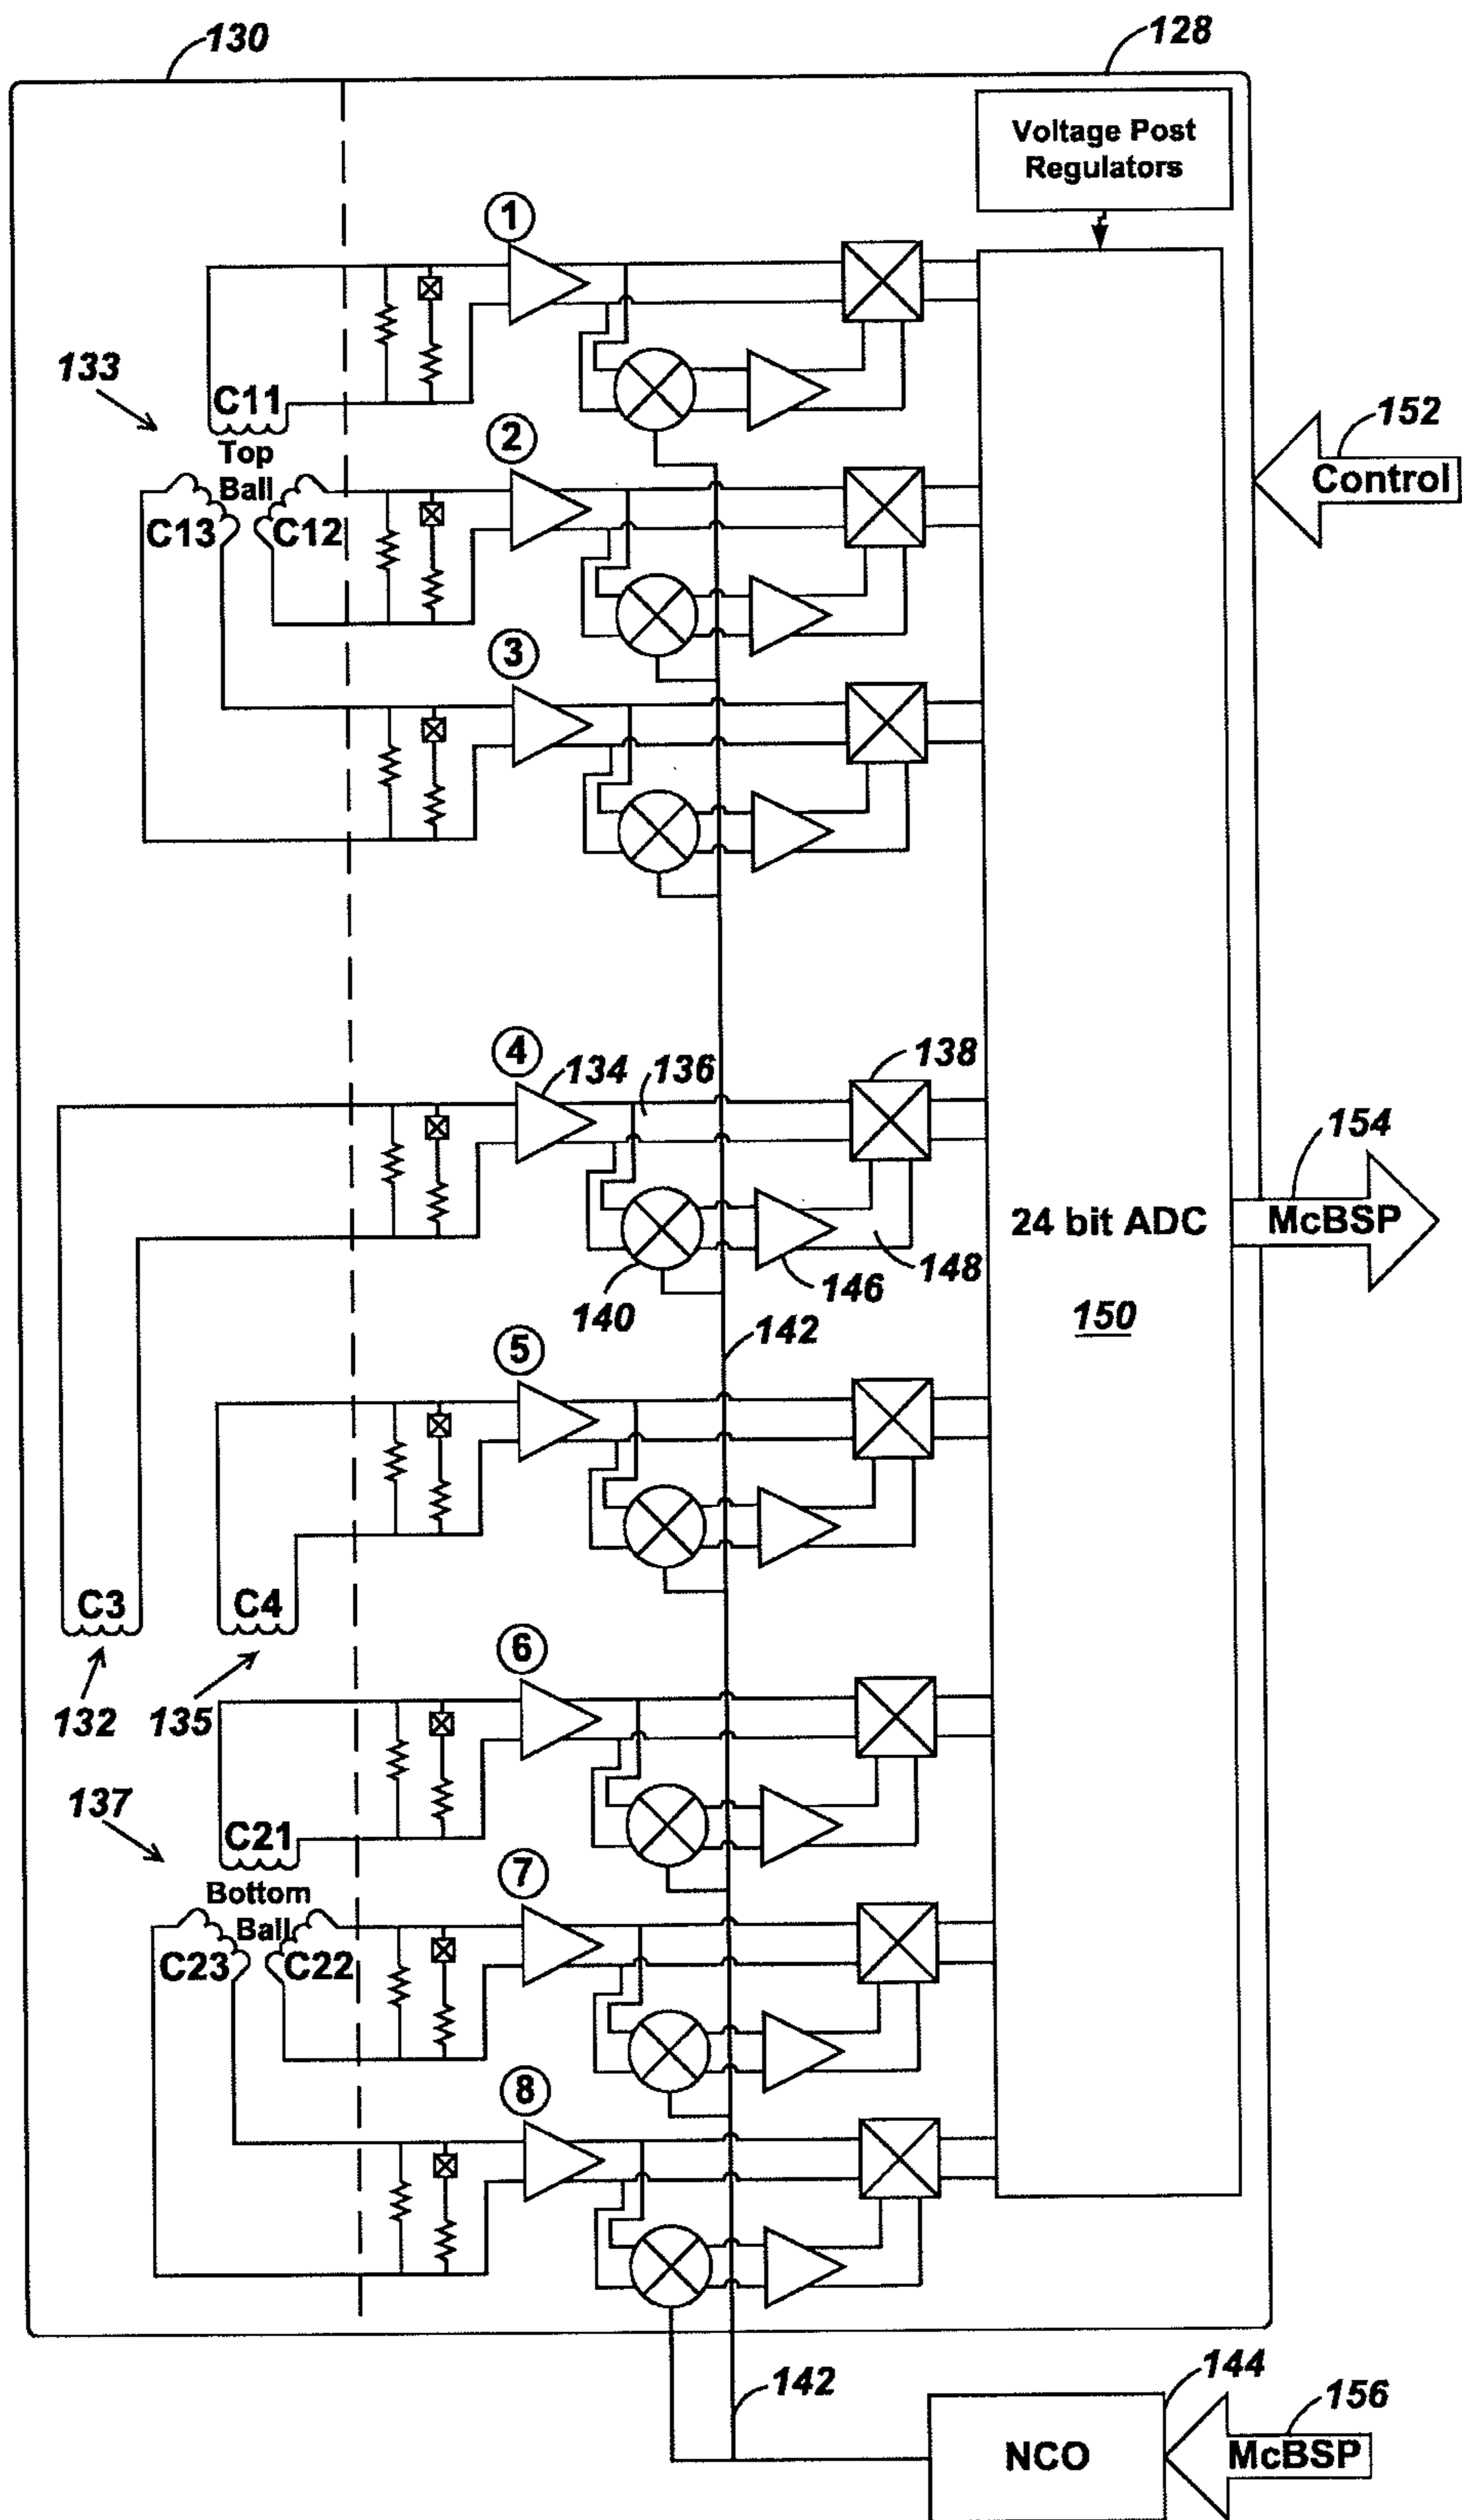 130
128
Voltage Post
Regulators
1
133
C11
Top
Ball
2
152
Control
C13
C12
3
4
134
136
138
154
24 bit ADC
McBSP
148
146
140
150
142
5
C3
C4
6
132
135
137
C21
7
Bottom
Ball
C23
C22
8
142
144
156
NCO
McBSP